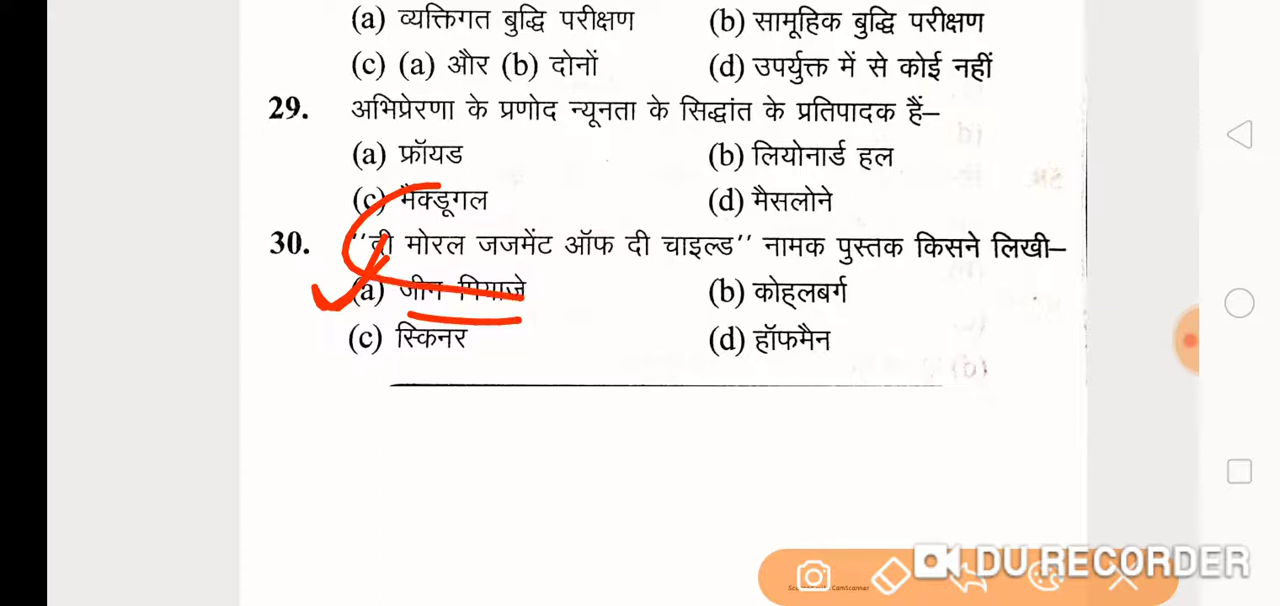 (a) व्यक्तिगत बुद्धि परीक्षण (b) सामूहिक बुद्धि परीक्षण
(c) (a) और (b) दोनों (d) उपर्युक्त में से कोई नहीं
29. अभिप्रेरणा के प्रणोद न्यूनता के सिद्धांत के प्रतिपादक हैं–
(a) फ्रॉयड (b) लियोनार्ड हल
(c) मैक्डूगल (d) मैसलोने
30. ''दी मोरल जजमेंट ऑफ दी चाइल्ड'' नामक पुस्तक किसने लिखी–
(a) जीन पियाजे (b) कोह्लबर्ग
(c) स्किनर (d) हॉफमैन
DU RECORDER
CamScanner